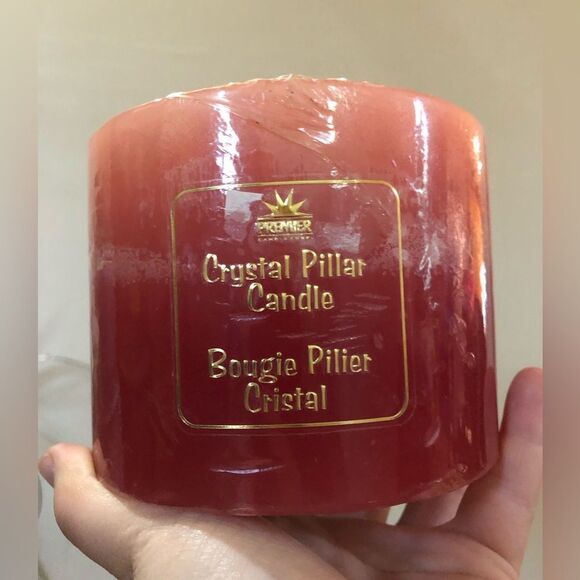 PREMIER
Crystal Pillar
Candle
Bougie Pilier
Cristal